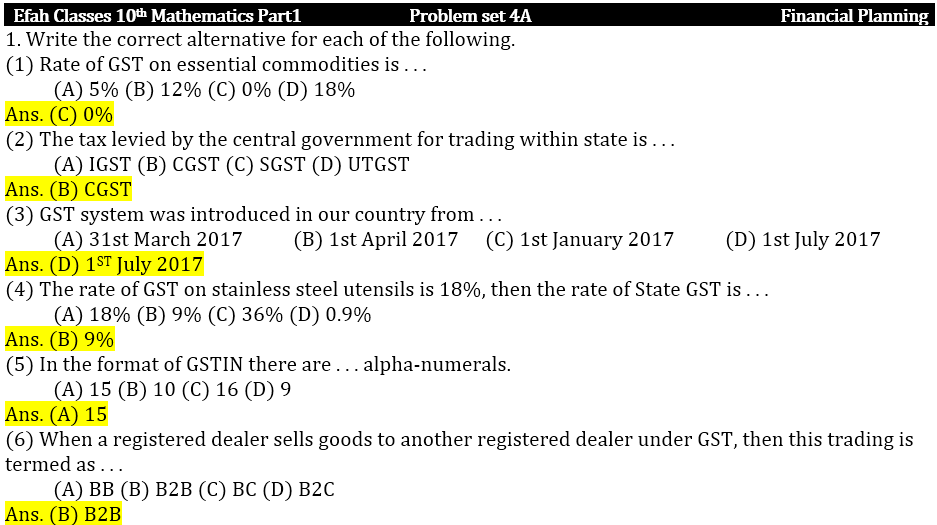 Efah Classes 10th Mathematics Part1 Problem set 4A Financial Planning
1. Write the correct alternative for each of the following.
(1) Rate of GST on essential commodities is . . .
(A) 5% (B) 12% (C) 0% (D) 18%
Ans. (C) 0%
(2) The tax levied by the central government for trading within state is . . .
(A) IGST (B) CGST (C) SGST (D) UTGST
Ans. (B) CGST
(3) GST system was introduced in our country from . . .
(A) 31st March 2017 (B) 1st April 2017 (C) 1st January 2017 (D) 1st July 2017
Ans. (D) 1ST July 2017
(4) The rate of GST on stainless steel utensils is 18%, then the rate of State GST is . . .
(A) 18% (B) 9% (C) 36% (D) 0.9%
Ans. (B) 9%
(5) In the format of GSTIN there are . . . alpha-numerals.
(A) 15 (B) 10 (C) 16 (D) 9
Ans. (A) 15
(6) When a registered dealer sells goods to another registered dealer under GST, then this trading is
termed as . . .
(A) BB (B) B2B (C) BC (D) B2C
Ans. (B) B2B